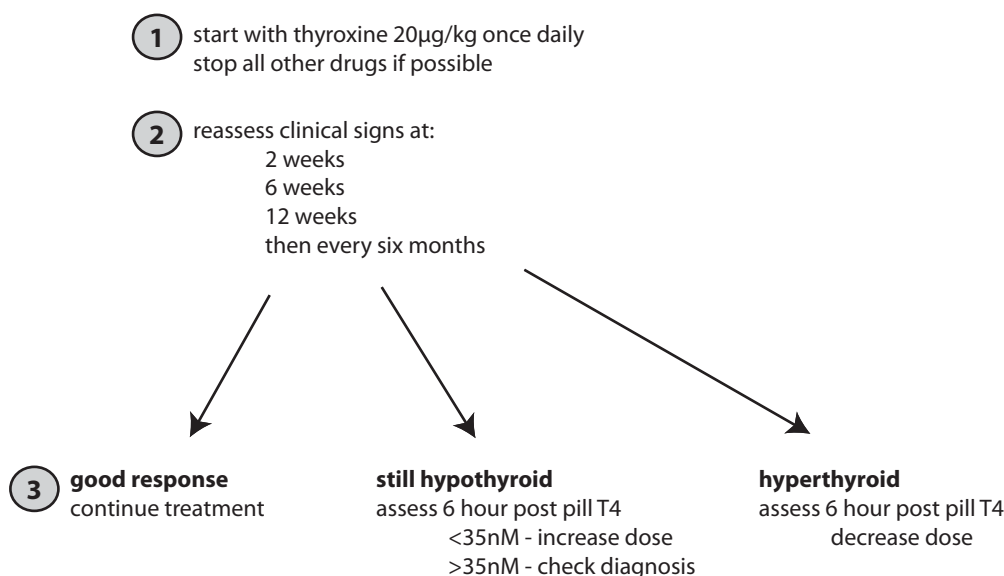 1
start with thyroxine 20µg/kg once daily
stop all other drugs if possible
2
reassess clinical signs at:
2 weeks
6 weeks
12 weeks
then every six months
3
good response
continue treatment
still hypothyroid
assess 6 hour post pill T4
<35nM - increase dose
>35nM - check diagnosis
hyperthyroid
assess 6 hour post pill T4
decrease dose